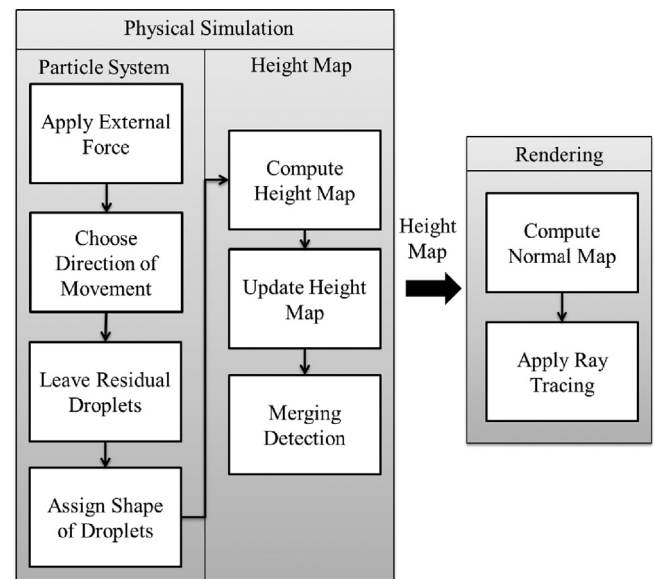 Physical Simulation
Particle System
Apply External
Force
Choose
Direction of
Movement
Leave Residual
Droplets
Assign Shape
of Droplets
Height Map
Compute
Height Map
Update Height
Map
Merging
Detection
Height
Map
Rendering
Compute
Normal Map
Apply Ray
Tracing